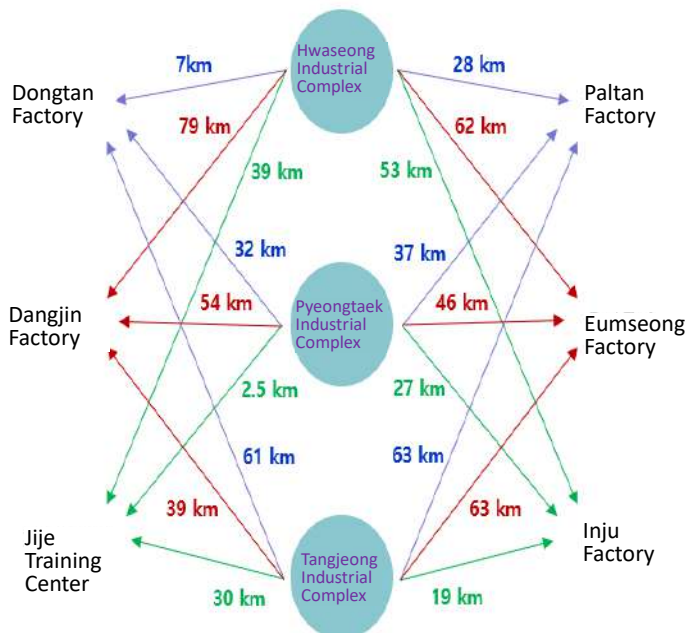 Hwaseong
Industrial
Complex
7km
28 km
Dongtan
Factory
Paltan
Factory
79 km
62 km
39 km
53 km
32 km
37 km
54 km
46 km
Dangjin
Factory
Pyeongtaek
Industrial
Complex
Eumseong
Factory
2.5 km
27 km
61 km
63 km
39 km
63 km
Jije
Training
Center
Tangjeong
Industrial
Complex
Inju
Factory
30 km
19 km